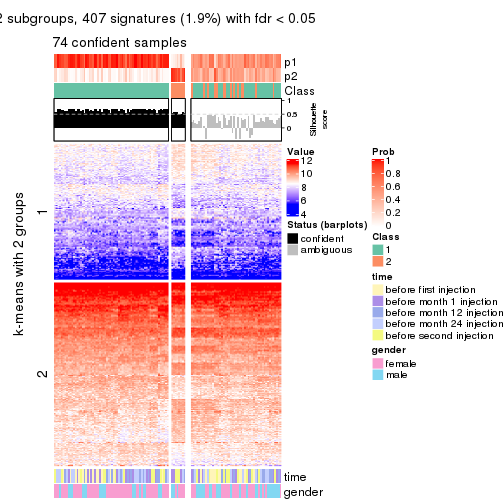 2 subgroups, 407 signatures (1.9%) with fdr < 0.05
74 confident samples
p1
p2
Class
1
0.5
0
Silhouette
score
k-means with 2 groups
1
2
time
gender
Value
12
10
8
6
4
Status (barplots)
confident
ambiguous
Prob
1
0.8
0.6
0.4
0.2
0
Class
1
2
time
before first injection
before month 1 injection
before month 12 injection
before month 24 injection
before second injection
gender
female
male